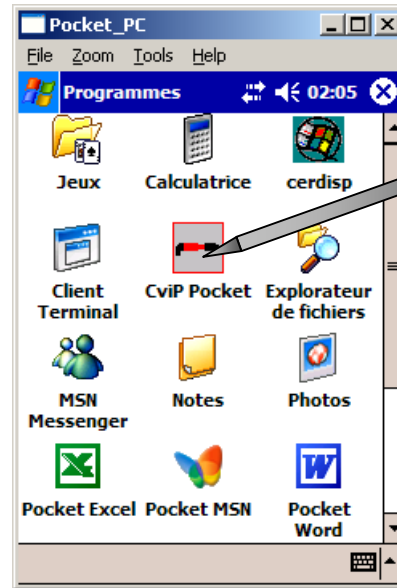 Pocket_PC
File Zoom Tools Help
Programmes 02:05
Jeux Calculatrice cerdisp
Client Terminal CviP Pocket Explorateur de fichiers
MSN Messenger Notes Photos
Pocket Excel Pocket MSN Pocket Word